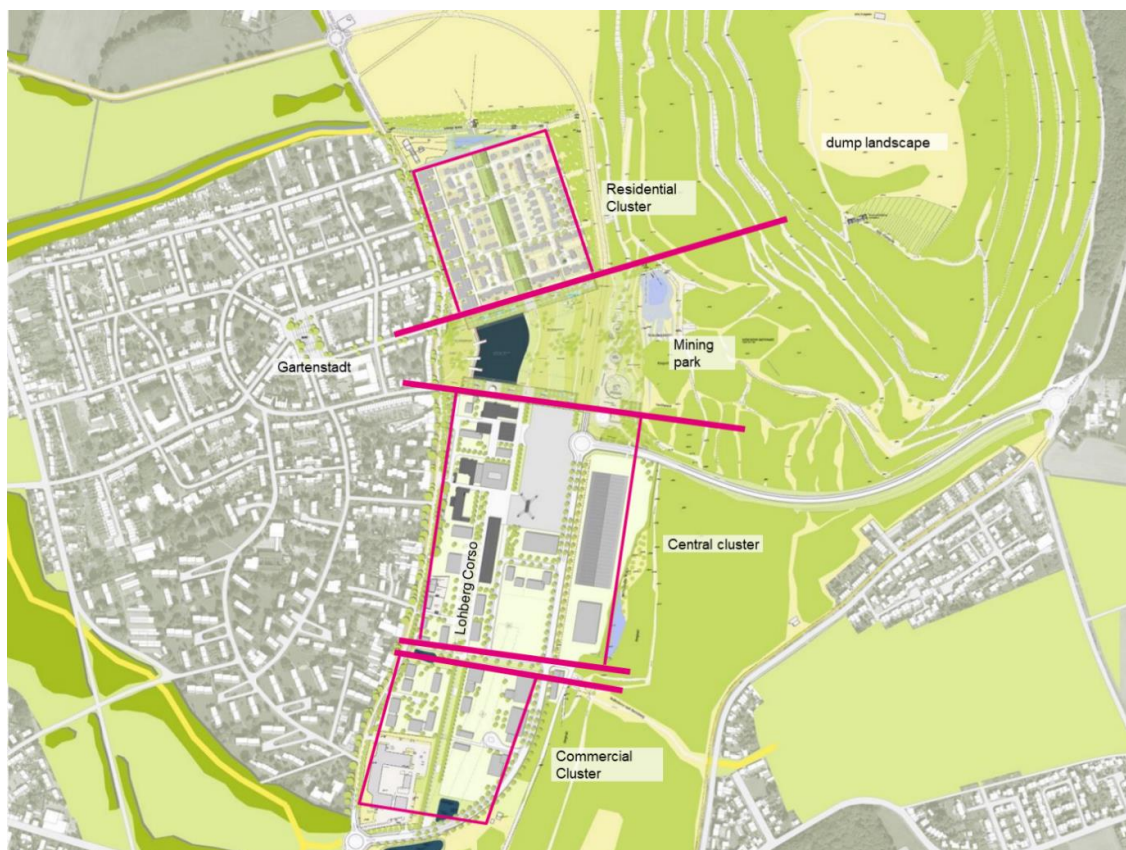 dump landscape
Residential
Cluster
Mining
park
Gartenstadt
Central cluster
Lohberg Corso
Commercial
Cluster